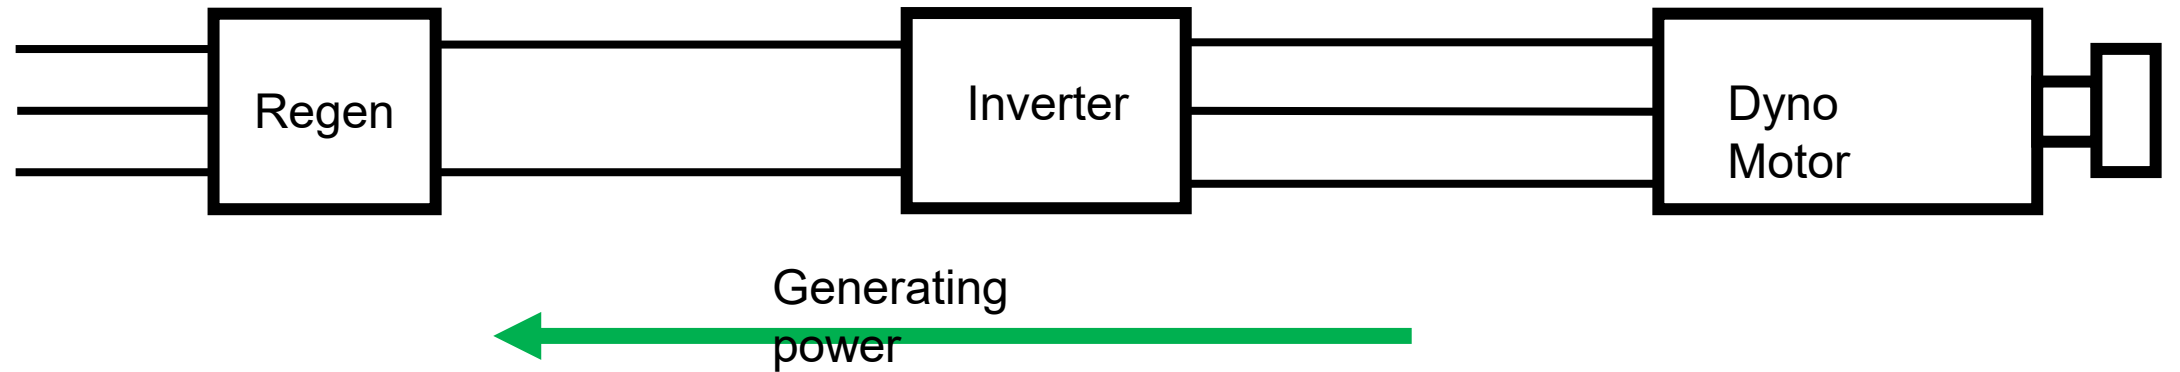 Regen
Inverter
Dyno
Motor
Generating
power